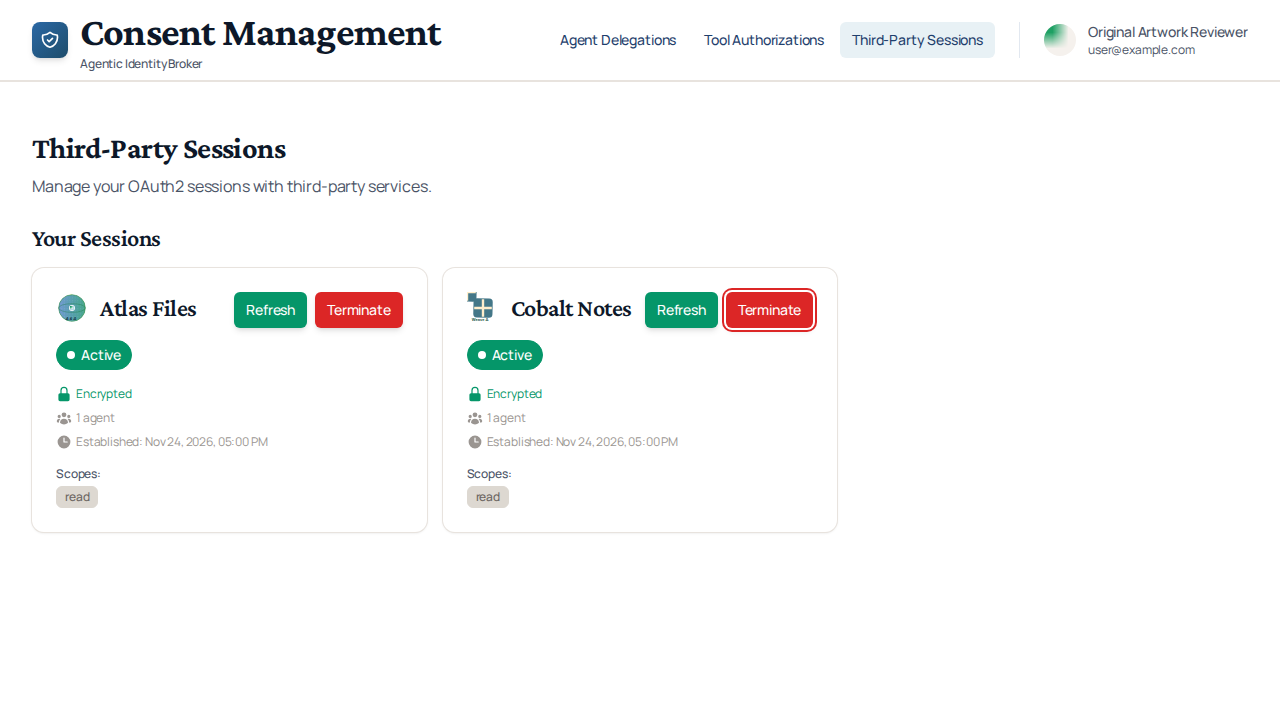 Consent Management
Agentic IdentityBroker
Agent Delegations
Tool Authorizations
Third-Party Sessions
Original Artwork Reviewer
user@example.com
Third-Party Sessions
Manage your OAuth2 sessions with third-party services.
Your Sessions
Atlas Files
Refresh
Terminate
Active
Encrypted
1 agent
Established: Nov 24, 2026, 05:00 PM
Scopes:
read
Cobalt Notes
Refresh
Terminate
Active
Encrypted
1 agent
Established: Nov 24, 2026, 05:00 PM
Scopes:
read